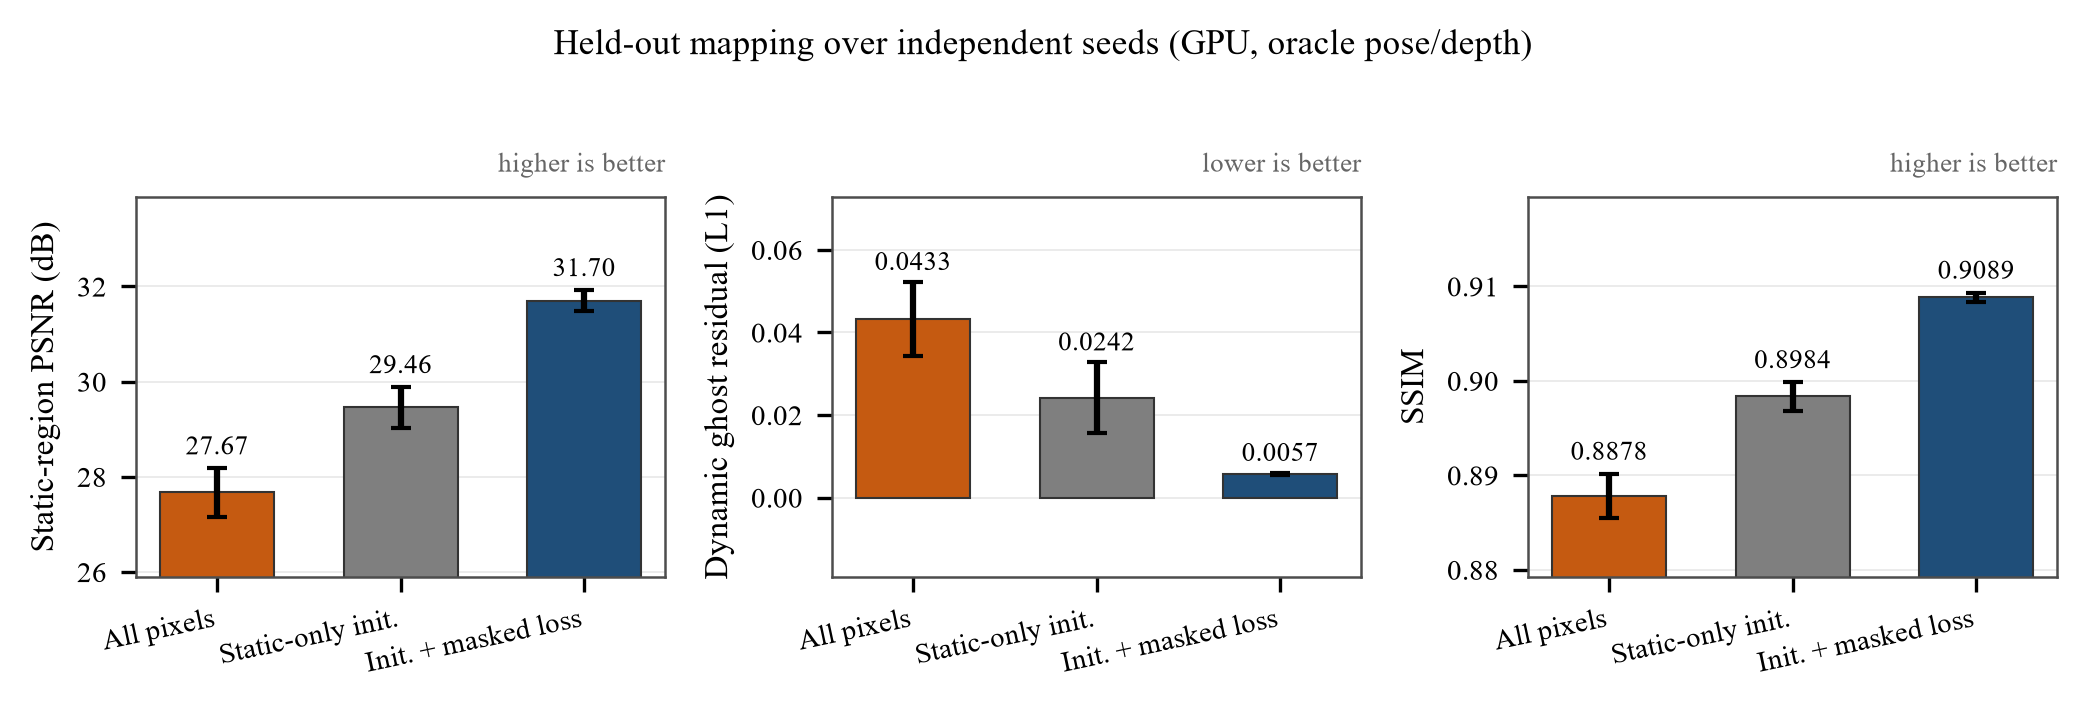 Held-out mapping over independent seeds (GPU, oracle pose/depth)
higher is better
Static-region PSNR (dB)
32
30
28
26
27.67
29.46
31.70
All pixels
Static-only init.
Init. + masked loss
lower is better
Dynamic ghost residual (L1)
0.06
0.04
0.02
0.00
0.0433
0.0242
0.0057
All pixels
Static-only init.
Init. + masked loss
higher is better
SSIM
0.91
0.90
0.89
0.88
0.8878
0.8984
0.9089
All pixels
Static-only init.
Init. + masked loss